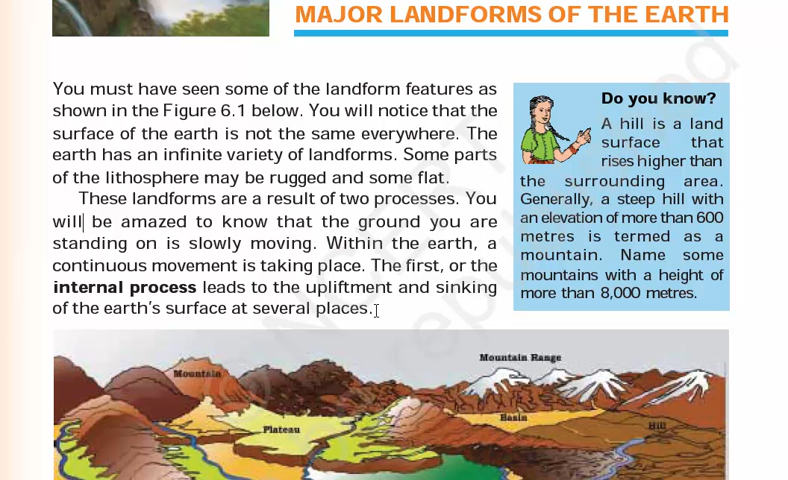 MAJOR LANDFORMS OF THE EARTH
You must have seen some of the landform features as
shown in the Figure 6.1 below. You will notice that the
surface of the earth is not the same everywhere. The
earth has an infinite variety of landforms. Some parts
of the lithosphere may be rugged and some flat.
These landforms are a result of two processes. You
will be amazed to know that the ground you are
standing on is slowly moving. Within the earth, a
continuous movement is taking place. The first, or the
internal process leads to the upliftment and sinking
of the earth's surface at several places.
Do you know?
A hill is a land
surface that
rises higher than
the surrounding area.
Generally, a steep hill with
an elevation of more than 600
metres is termed as a
mountain. Name some
mountains with a height of
more than 8,000 metres.
Mountain Range
Mountain
Basin
Hill
Plateau